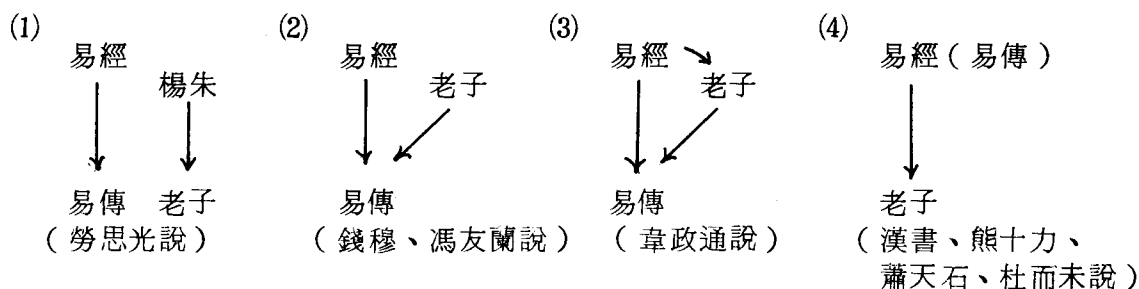 (1) (2) (3) (4)
易經 易經 易經 易經（易傳）
楊朱 老子 老子
易傳 老子 易傳 易傳 老子
（勞思光說） （錢穆、馮友蘭說） （韋政通說） （漢書、熊十力、
蕭天石、杜而未說）